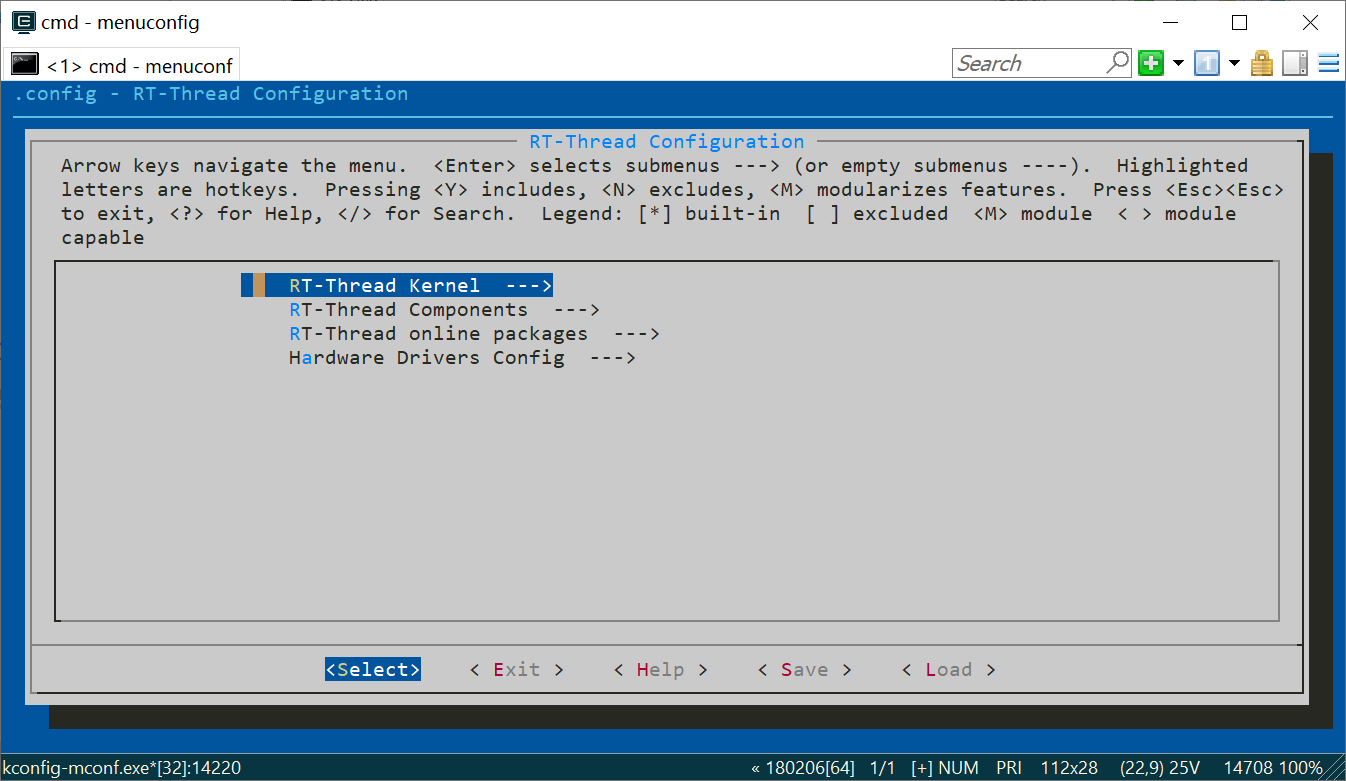 cmd - menuconfig
<1> cmd - menuconf
Search
.config - RT-Thread Configuration
RT-Thread Configuration
Arrow keys navigate the menu.  <Enter> selects submenus ---> (or empty submenus ----).  Highlighted
letters are hotkeys.  Pressing <Y> includes, <N> excludes, <M> modularizes features.  Press <Esc><Esc>
to exit, <?> for Help, </> for Search.  Legend: [*] built-in  [ ] excluded  <M> module  < > module
capable
RT-Thread Kernel  --->
RT-Thread Components  --->
RT-Thread online packages  --->
Hardware Drivers Config  --->
<Select>    < Exit >    < Help >    < Save >    < Load >
kconfig-mconf.exe*[32]:14220    « 180206[64]  1/1  [+] NUM  PRI  112x28  (22,9) 25V  14708 100%